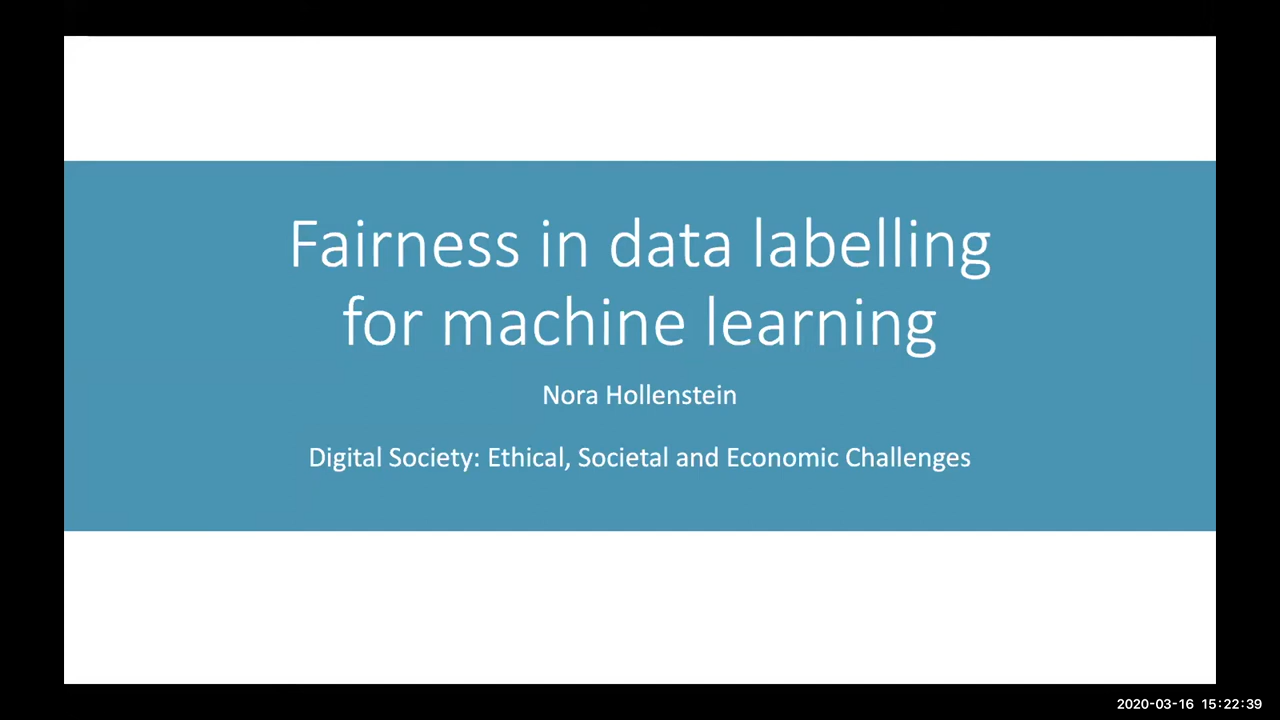 Fairness in data labelling
for machine learning
Nora Hollenstein
Digital Society: Ethical, Societal and Economic Challenges
2020-03-16 15:22:39